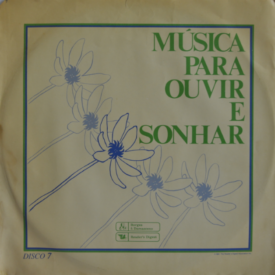 MÚSICA
PARA
OUVIR
E
SONHAR
DISCO 7